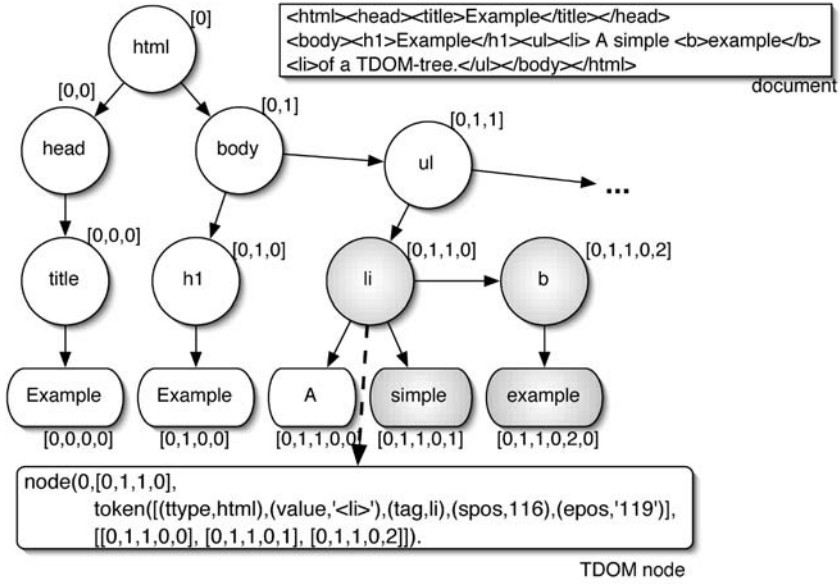 [0]
html
<html><head><title>Example</title></head>
<body><h1>Example</h1><ul><li> A simple <b>example</b>
<li>of a TDOM-tree.</ul></body></html>
document
[0,0]
head
[0,1]
body
[0,1,1]
ul
...
[0,0,0]
title
[0,1,0]
h1
[0,1,1,0]
li
[0,1,1,0,2]
b
Example
Example
A
simple
example
[0,0,0,0]
[0,1,0,0]
[0,1,1,0,0]
[0,1,1,0,1]
[0,1,1,0,2,0]
node(0,[0,1,1,0],
token([(ttype,html),(value,'<li>'),(tag,li),(spos,116),(epos,'119')],
[[0,1,1,0,0], [0,1,1,0,1], [0,1,1,0,2]]).
TDOM node